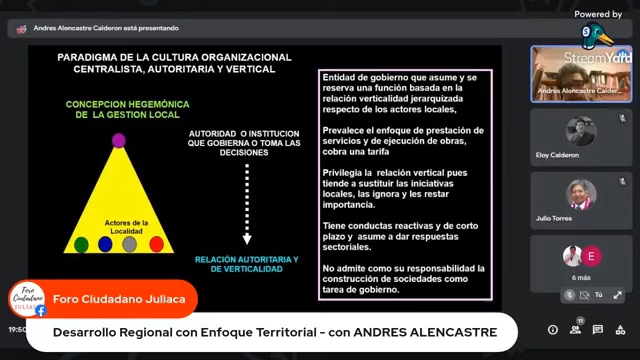 Andres Alencastre Calderon está presentando
Powered by
StreamYard
PARADIGMA DE LA CULTURA ORGANIZACIONAL
CENTRALISTA, AUTORITARIA Y VERTICAL
CONCEPCION HEGEMÓNICA
DE LA GESTION LOCAL
AUTORIDAD O INSTITUCION
QUE GOBIERNA O TOMA LAS
DECISIONES
Actores de la
Localidad
RELACIÓN AUTORITARIA Y
DE VERTICALIDAD
Entidad de gobierno que asume y se
reserva una función basada en la
relación verticalidad jerarquizada
respecto de los actores locales,
Prevalece el enfoque de prestación de
servicios y de ejecución de obras,
cobra una tarifa
Privilegia la relación vertical pues
tiende a sustituir las iniciativas
locales, las ignora y les restar
importancia.
Tiene conductas reactivas y de corto
plazo y asume a dar respuestas
sectoriales.
No admite como su responsabilidad la
construcción de sociedades como
tarea de gobierno.
Andrés Alencastre Calder...
Eloy Calderon
Julio Torres
E
6 más
Tú
11
Foro
Ciudadano
JULIACA
Foro Ciudadano Juliaca
19:50
Desarrollo Regional con Enfoque Territorial - con ANDRES ALENCASTRE